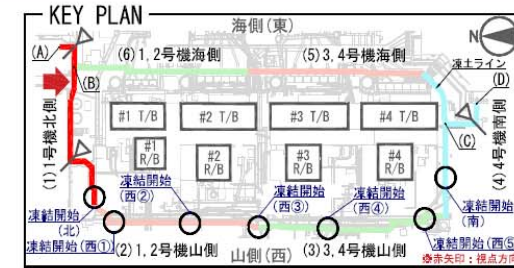 KEY PLAN
海側(東)
N
(A)
(6)1,2号機海側
(5)3,4号機海側
凍土ライン
(D)
(B)
(1)1号機北側
#1 T/B
#2 T/B
#3 T/B
#4 T/B
(C)
(4)4号機南側
#1
R/B
#2
R/B
#3
R/B
#4
R/B
凍結開始
(西②)
凍結開始
(西③)
凍結開始
(西④)
凍結開始
(北)
凍結開始
(南)
凍結開始(西①)
(2)1,2号機山側
山側(西)
(3)3,4号機山側
凍結開始(西⑤
※赤矢印:視点方向